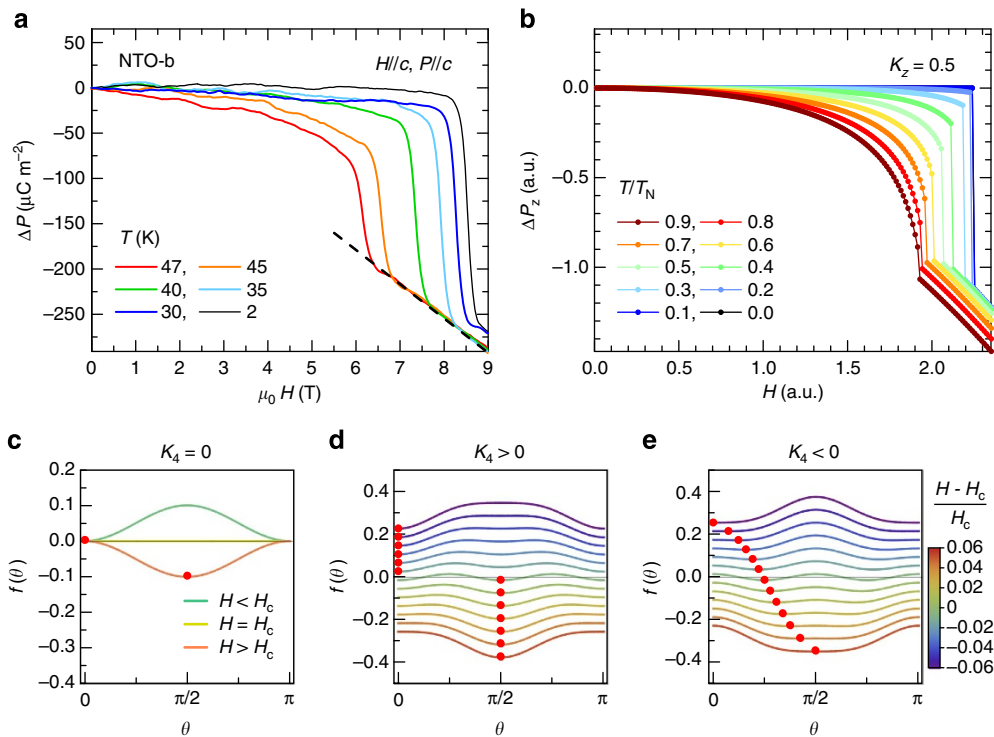 a
NTO-b
H//c, P//c
50
0
−50
−100
−150
−200
−250
ΔP (μC m⁻²)
T (K)
47, 45
40, 35
30, 2
0 1 2 3 4 5 6 7 8 9
μ₀ H (T)
b
K_z = 0.5
0.0
−0.5
−1.0
ΔP_z (a.u.)
T/T_N
0.9, 0.8
0.7, 0.6
0.5, 0.4
0.3, 0.2
0.1, 0.0
0.0 0.5 1.0 1.5 2.0
H (a.u.)
c
K₄ = 0
0.2
0.1
0.0
−0.1
−0.2
−0.3
−0.4
f (θ)
H < H_c
H = H_c
H > H_c
0 π/2 π
θ
d
K₄ > 0
0.4
0.2
0.0
−0.2
−0.4
f (θ)
0 π/2 π
θ
e
K₄ < 0
0.4
0.2
0.0
−0.2
−0.4
f (θ)
0 π/2 π
θ
H - H_c
H_c
0.06
0.04
0.02
0
−0.02
−0.04
−0.06